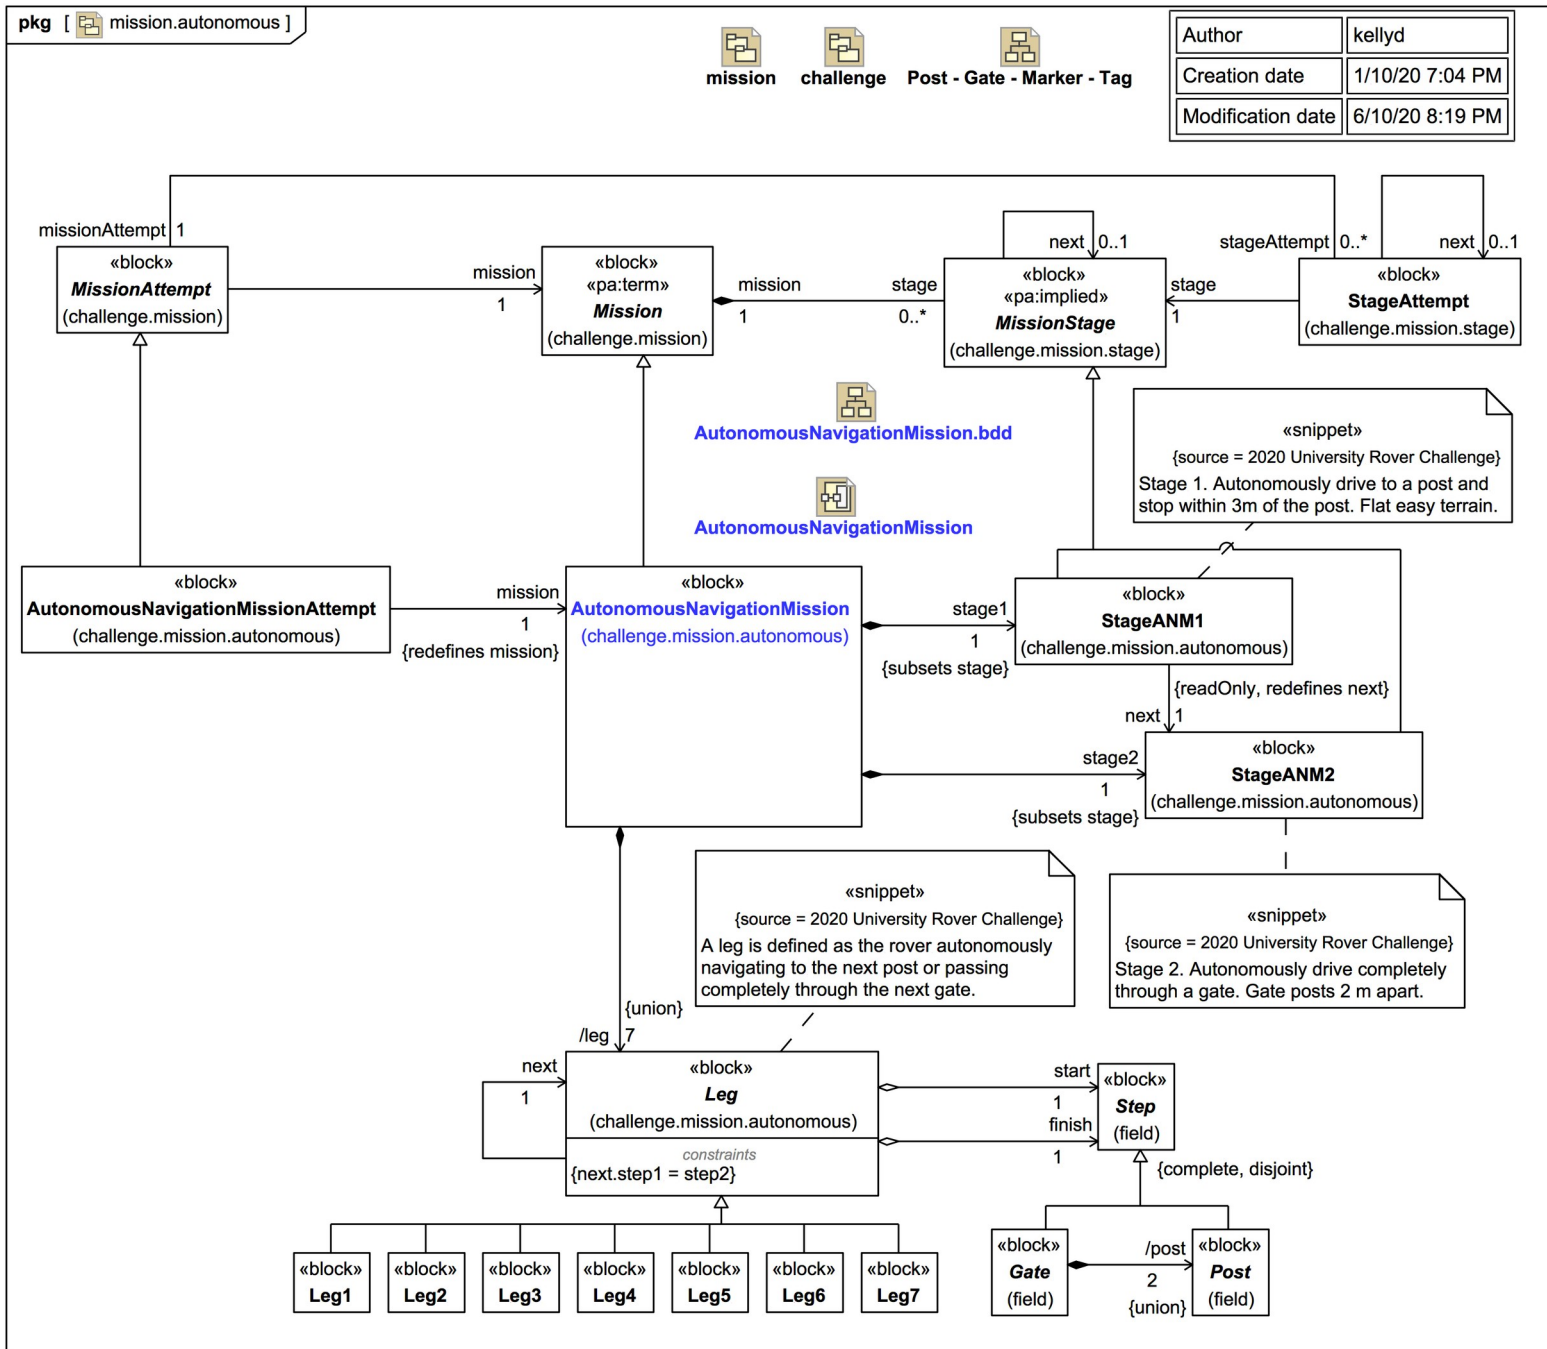 pkg [ mission.autonomous ]
mission
challenge
Post - Gate - Marker - Tag
Author
kellyd
Creation date
1/10/20 7:04 PM
Modification date
6/10/20 8:19 PM
missionAttempt
1
stageAttempt
0..*
next
0..1
next
0..1
«block»
MissionAttempt
(challenge.mission)
mission
1
«block»
«pa:term»
Mission
(challenge.mission)
mission
1
stage
0..*
«block»
«pa:implied»
MissionStage
(challenge.mission.stage)
stage
1
«block»
StageAttempt
(challenge.mission.stage)
AutonomousNavigationMission.bdd
AutonomousNavigationMission
«snippet»
{source = 2020 University Rover Challenge}
Stage 1. Autonomously drive to a post and
stop within 3m of the post. Flat easy terrain.
«block»
AutonomousNavigationMissionAttempt
(challenge.mission.autonomous)
mission
1
{redefines mission}
«block»
AutonomousNavigationMission
(challenge.mission.autonomous)
stage1
1
{subsets stage}
«block»
StageANM1
(challenge.mission.autonomous)
{readOnly, redefines next}
next
1
stage2
1
{subsets stage}
«block»
StageANM2
(challenge.mission.autonomous)
«snippet»
{source = 2020 University Rover Challenge}
A leg is defined as the rover autonomously
navigating to the next post or passing
completely through the next gate.
«snippet»
{source = 2020 University Rover Challenge}
Stage 2. Autonomously drive completely
through a gate. Gate posts 2 m apart.
{union}
/leg
7
next
1
«block»
Leg
(challenge.mission.autonomous)
constraints
{next.step1 = step2}
start
1
finish
1
«block»
Step
(field)
{complete, disjoint}
«block»
Leg1
«block»
Leg2
«block»
Leg3
«block»
Leg4
«block»
Leg5
«block»
Leg6
«block»
Leg7
«block»
Gate
(field)
/post
2
{union}
«block»
Post
(field)